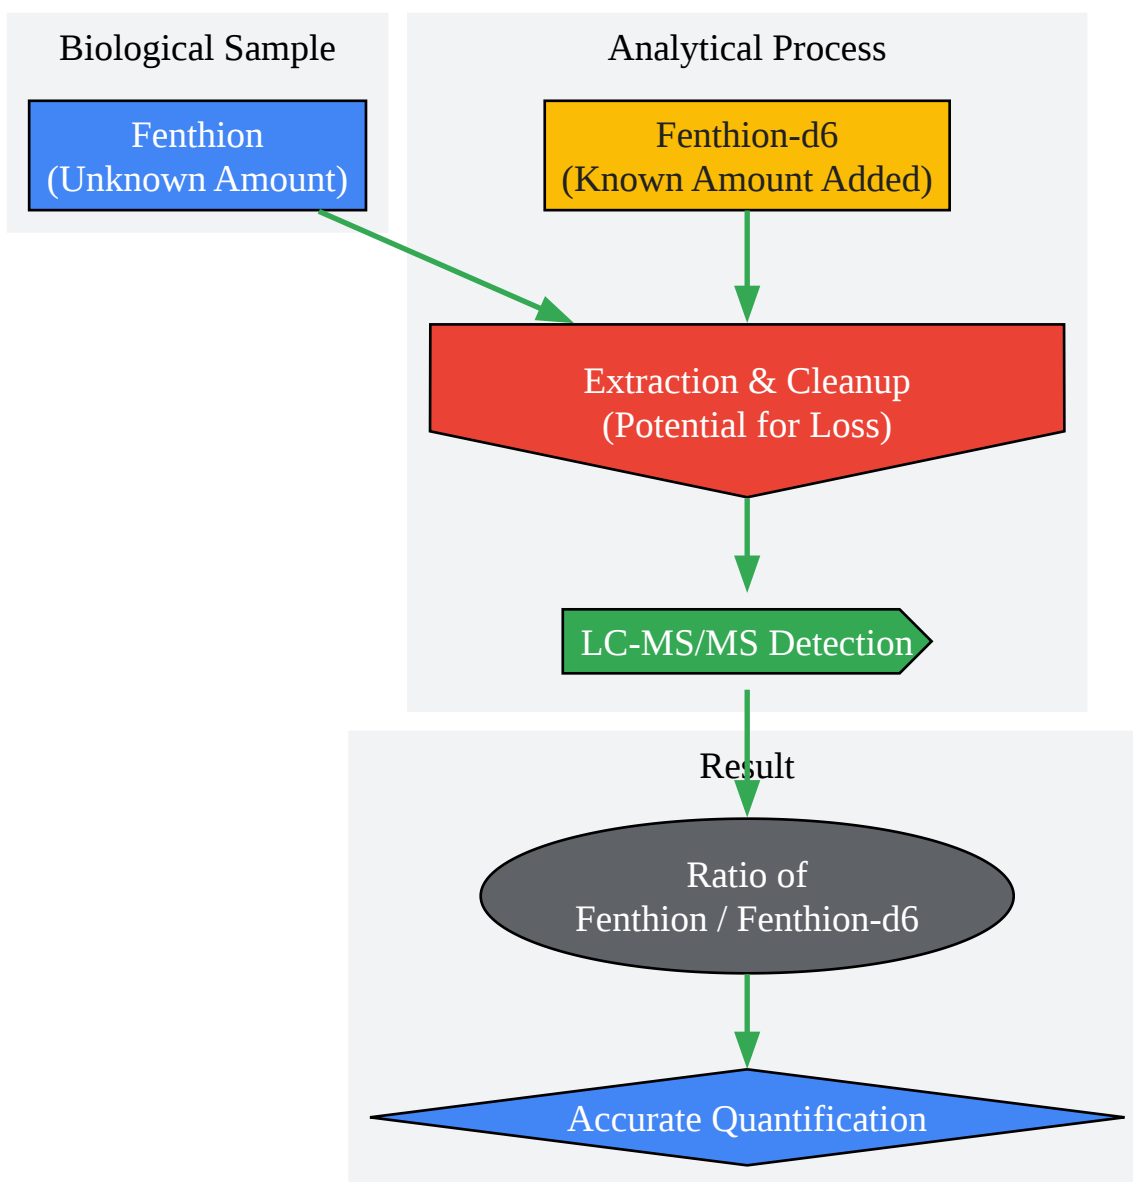 Biological Sample
Fenthion
(Unknown Amount)
Analytical Process
Fenthion-d6
(Known Amount Added)
Extraction & Cleanup
(Potential for Loss)
LC-MS/MS Detection
Result
Ratio of
Fenthion / Fenthion-d6
Accurate Quantification